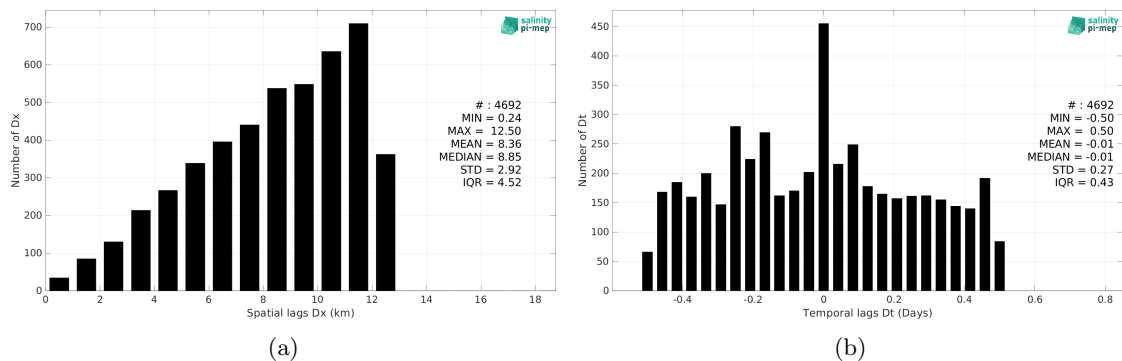 700
600
500
400
300
200
100
0
Number of Dx
0 2 4 6 8 10 12 14 16 18
Spatial lags Dx (km)
salinity
pi-mep
# : 4692
MIN = 0.24
MAX = 12.50
MEAN = 8.36
MEDIAN = 8.85
STD = 2.92
IQR = 4.52
(a)
450
400
350
300
250
200
150
100
50
0
Number of Dt
-0.4 -0.2 0 0.2 0.4 0.6 0.8
Temporal lags Dt (Days)
salinity
pi-mep
# : 4692
MIN = -0.50
MAX = 0.50
MEAN = -0.01
MEDIAN = -0.01
STD = 0.27
IQR = 0.43
(b)